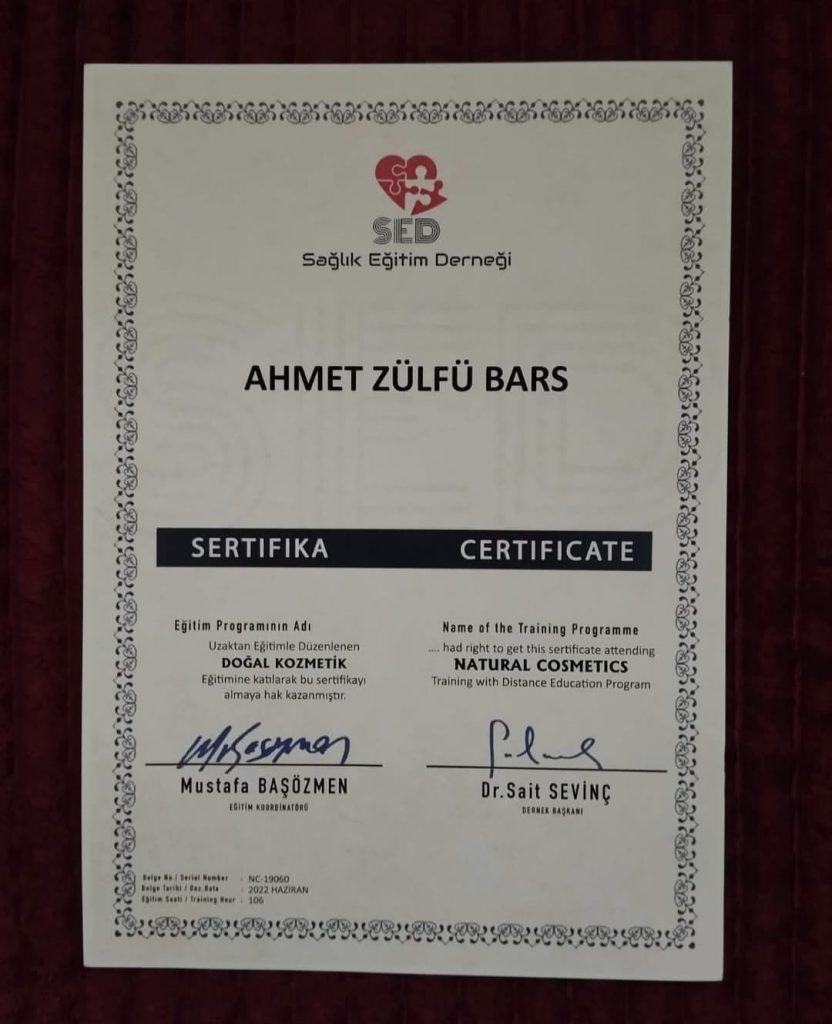 SED
Sağlık Eğitim Derneği
AHMET ZÜLFÜ BARS
SERTIFIKA
CERTIFICATE
Eğitim Programının Adı
Uzaktan Eğitimle Düzenlenen
DOĞAL KOZMETİK
Eğitimine katılarak bu sertifikayı
almaya hak kazanmıştır.
Name of the Training Programme
.... had right to get this sertificate attending
NATURAL COSMETICS
Training with Distance Education Program
Mustafa BAŞÖZMEN
EĞİTİM KOORDİNATÖRÜ
Dr.Sait SEVİNÇ
DERNEK BAŞKANI
Belge No / Serial Number : NC-19060
Belge Tarihi / Doc.Date : 2022 HAZIRAN
Eğitim Saati / Training Hour : 106